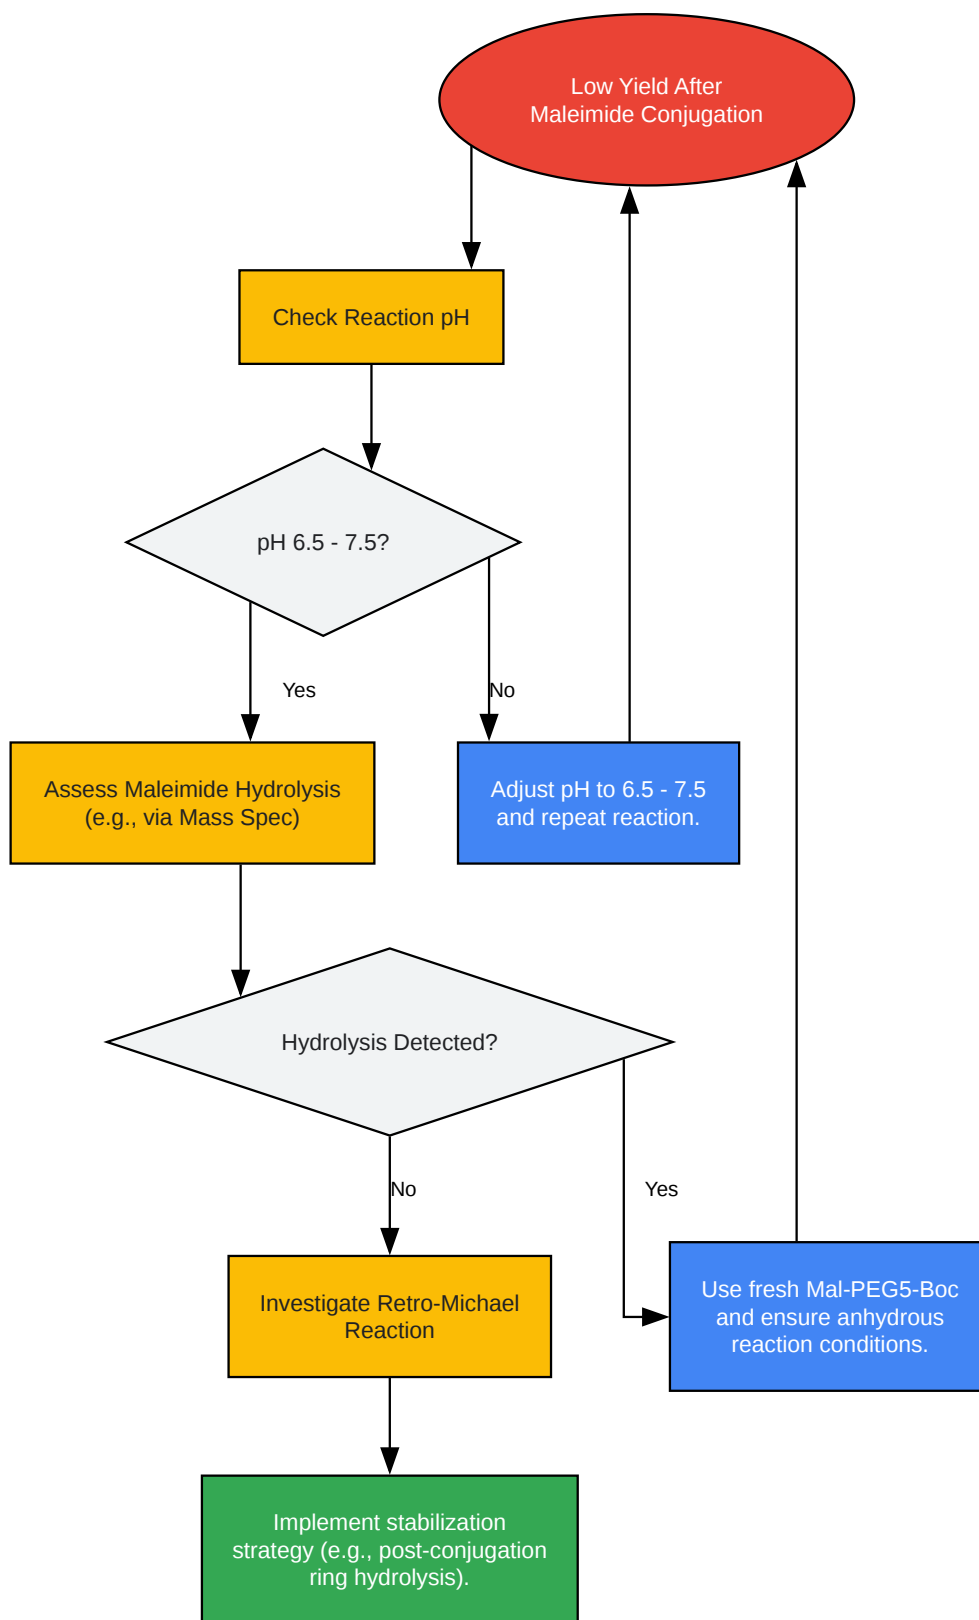 Low Yield After
Maleimide Conjugation
Check Reaction pH
pH 6.5 - 7.5?
Yes
No
Assess Maleimide Hydrolysis
(e.g., via Mass Spec)
Adjust pH to 6.5 - 7.5
and repeat reaction.
Hydrolysis Detected?
No
Yes
Investigate Retro-Michael
Reaction
Use fresh Mal-PEG5-Boc
and ensure anhydrous
reaction conditions.
Implement stabilization
strategy (e.g., post-conjugation
ring hydrolysis).